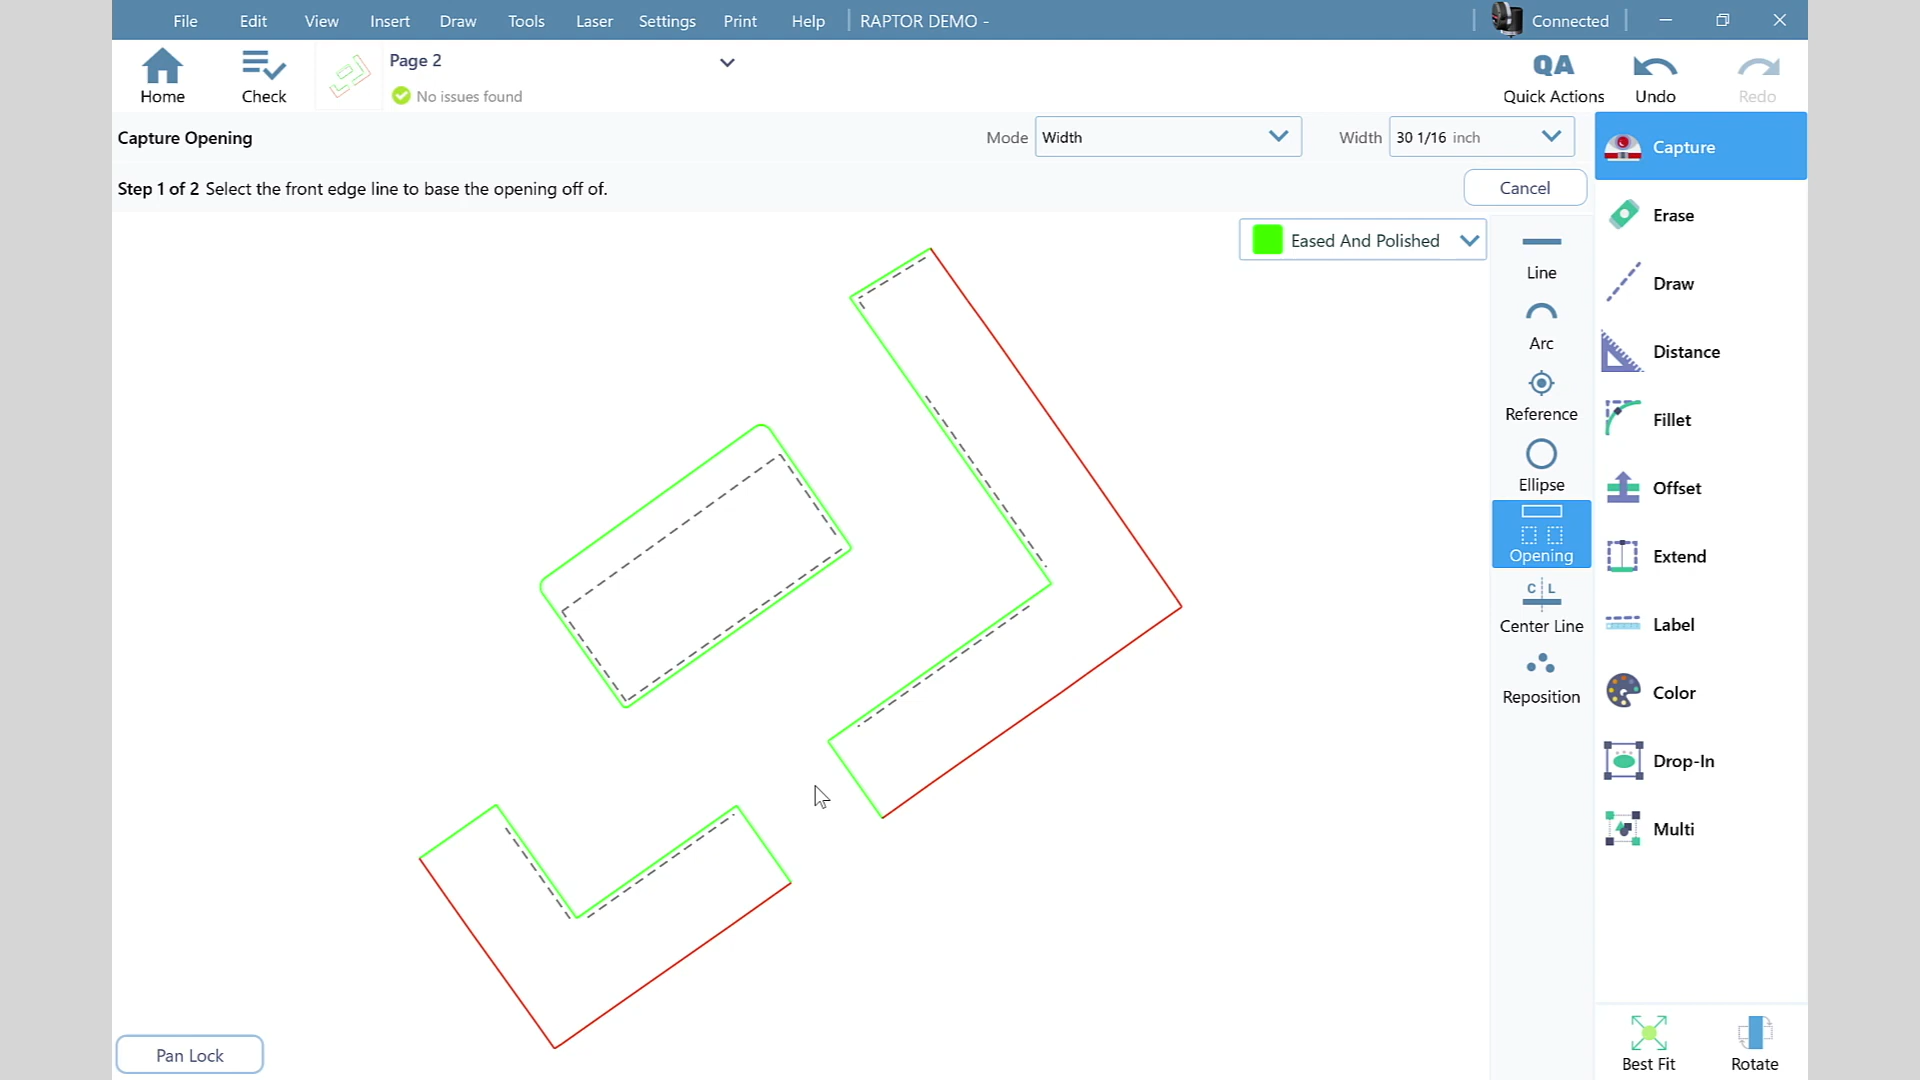 File Edit View Insert Draw Tools Laser Settings Print Help RAPTOR DEMO - Connected
Home
Check
Page 2
No issues found
QA
Quick Actions
Undo
Redo
Capture Opening
Mode Width
Width 30 1/16 inch
Step 1 of 2 Select the front edge line to base the opening off of.
Cancel
Eased And Polished
Line
Arc
Reference
Ellipse
Opening
C L
Center Line
Reposition
Capture
Erase
Draw
Distance
Fillet
Offset
Extend
Label
Color
Drop-In
Multi
Pan Lock
Best Fit
Rotate